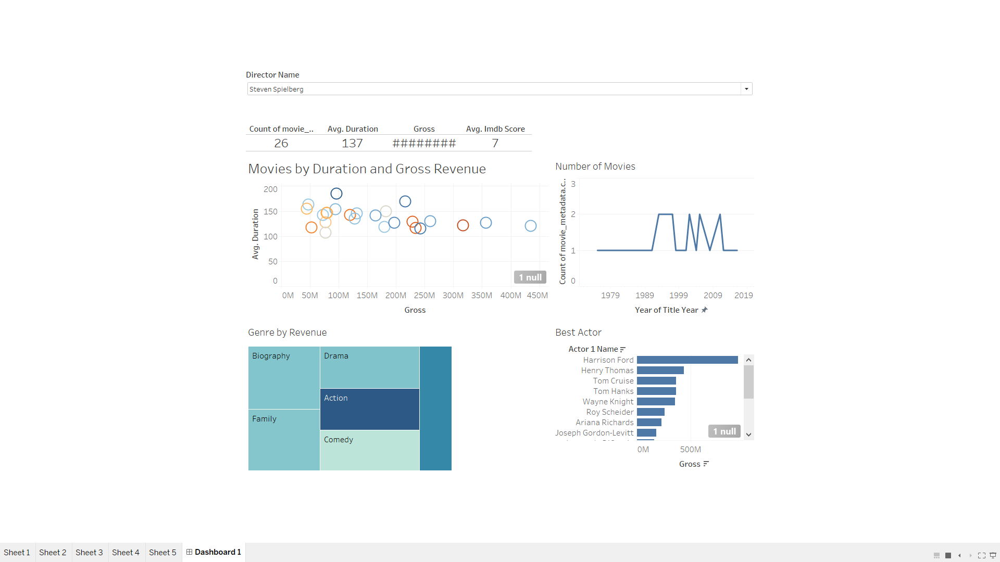 Director Name
Steven Spielberg
Count of movie_.. Avg. Duration Gross Avg. Imdb Score
26 137 ######## 7
Movies by Duration and Gross Revenue
200
150
100
50
0
Avg. Duration
1 null
0M 50M 100M 150M 200M 250M 300M 350M 400M 450M
Gross
Number of Movies
3
2
1
0
Count of movie_metadata.c..
1979 1989 1999 2009 2019
Year of Title Year
Genre by Revenue
Biography
Drama
Action
Family
Comedy
Best Actor
Actor 1 Name
Harrison Ford
Henry Thomas
Tom Cruise
Tom Hanks
Wayne Knight
Roy Scheider
Ariana Richards
Joseph Gordon-Levitt
1 null
0M 500M
Gross
Sheet 1 Sheet 2 Sheet 3 Sheet 4 Sheet 5 Dashboard 1